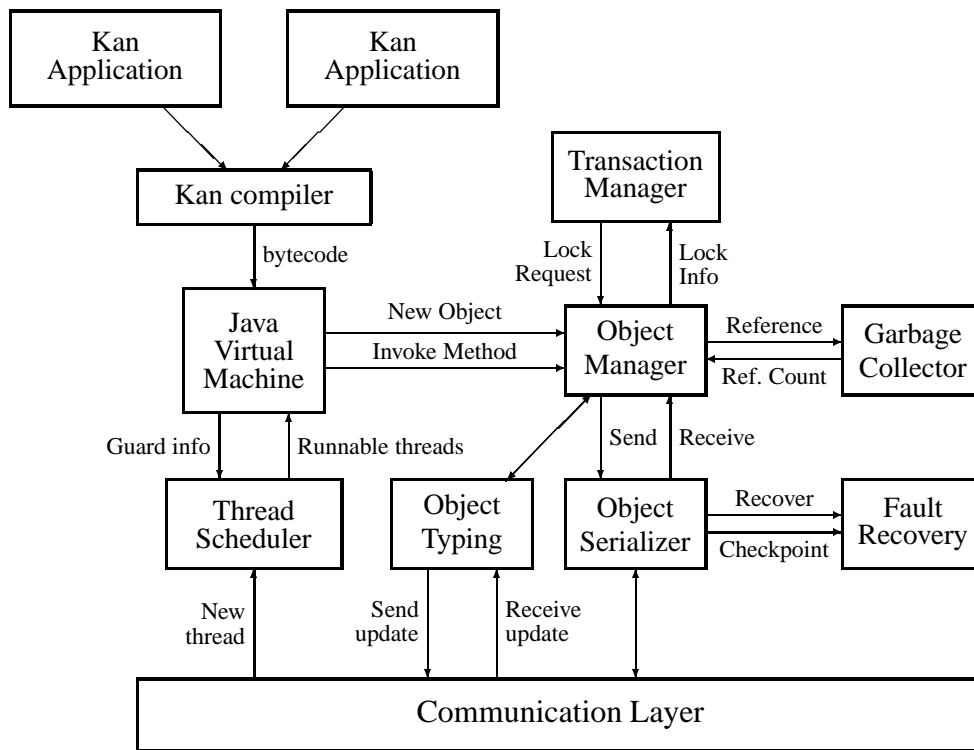 Kan
Application
Kan
Application
Transaction
Manager
Kan compiler
bytecode
Lock
Request
Lock
Info
Java
Virtual
Machine
New Object
Invoke Method
Object
Manager
Reference
Ref. Count
Garbage
Collector
Guard info
Runnable threads
Send
Receive
Thread
Scheduler
Object
Typing
Object
Serializer
Recover
Checkpoint
Fault
Recovery
New
thread
Send
update
Receive
update
Communication Layer